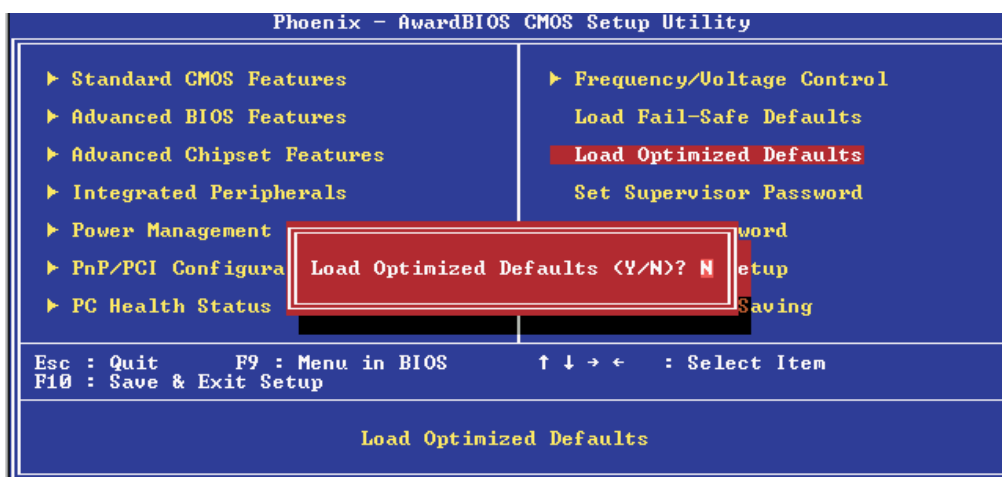 Phoenix - AwardBIOS CMOS Setup Utility
Standard CMOS Features
Advanced BIOS Features
Advanced Chipset Features
Integrated Peripherals
Power Management
PnP/PCI Configura
PC Health Status
Frequency/Voltage Control
Load Fail-Safe Defaults
Load Optimized Defaults
Set Supervisor Password
word
etup
Saving
Load Optimized Defaults (Y/N)? N
Esc : Quit F9 : Menu in BIOS ↑ ↓ → ← : Select Item
F10 : Save & Exit Setup
Load Optimized Defaults